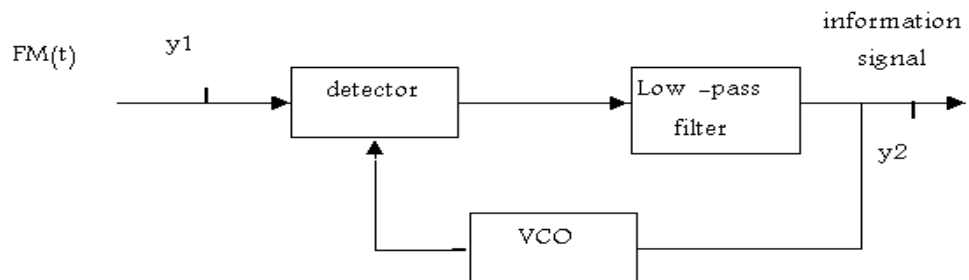 FM(t)
y1
detector
Low -pass
filter
information
signal
y2
VCO